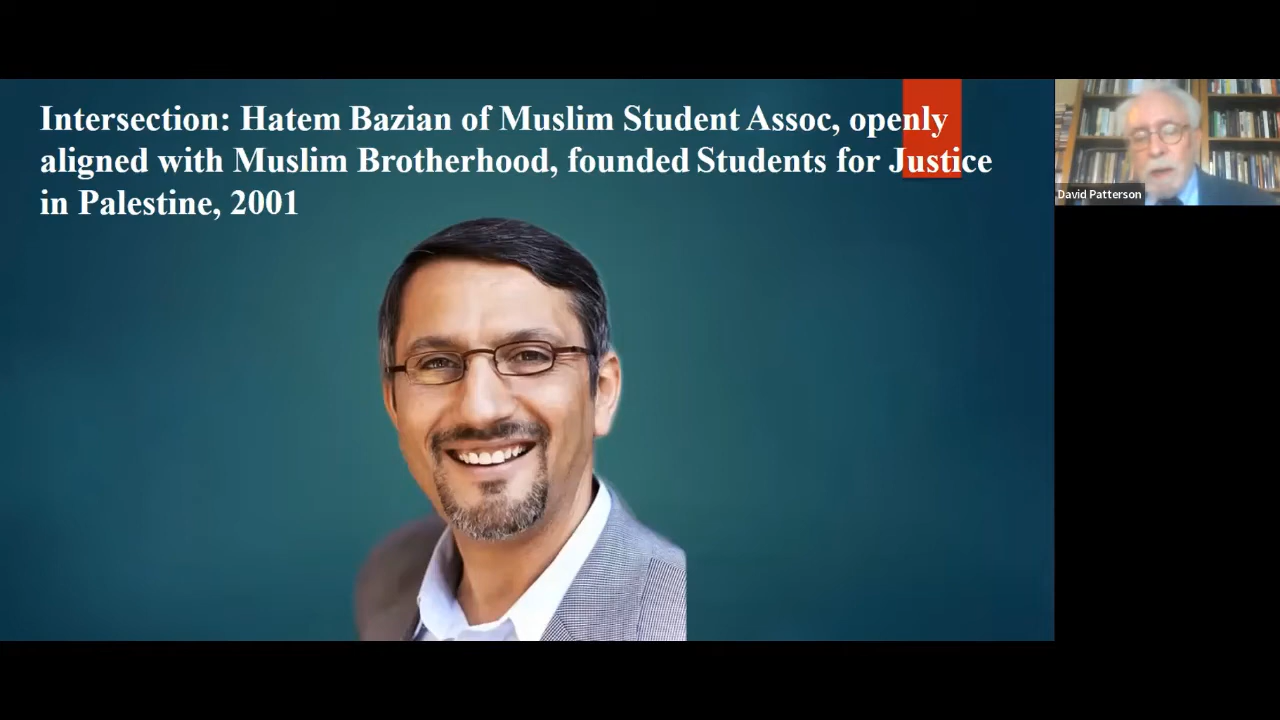 Intersection: Hatem Bazian of Muslim Student Assoc, openly
aligned with Muslim Brotherhood, founded Students for Justice
in Palestine, 2001
David Patterson